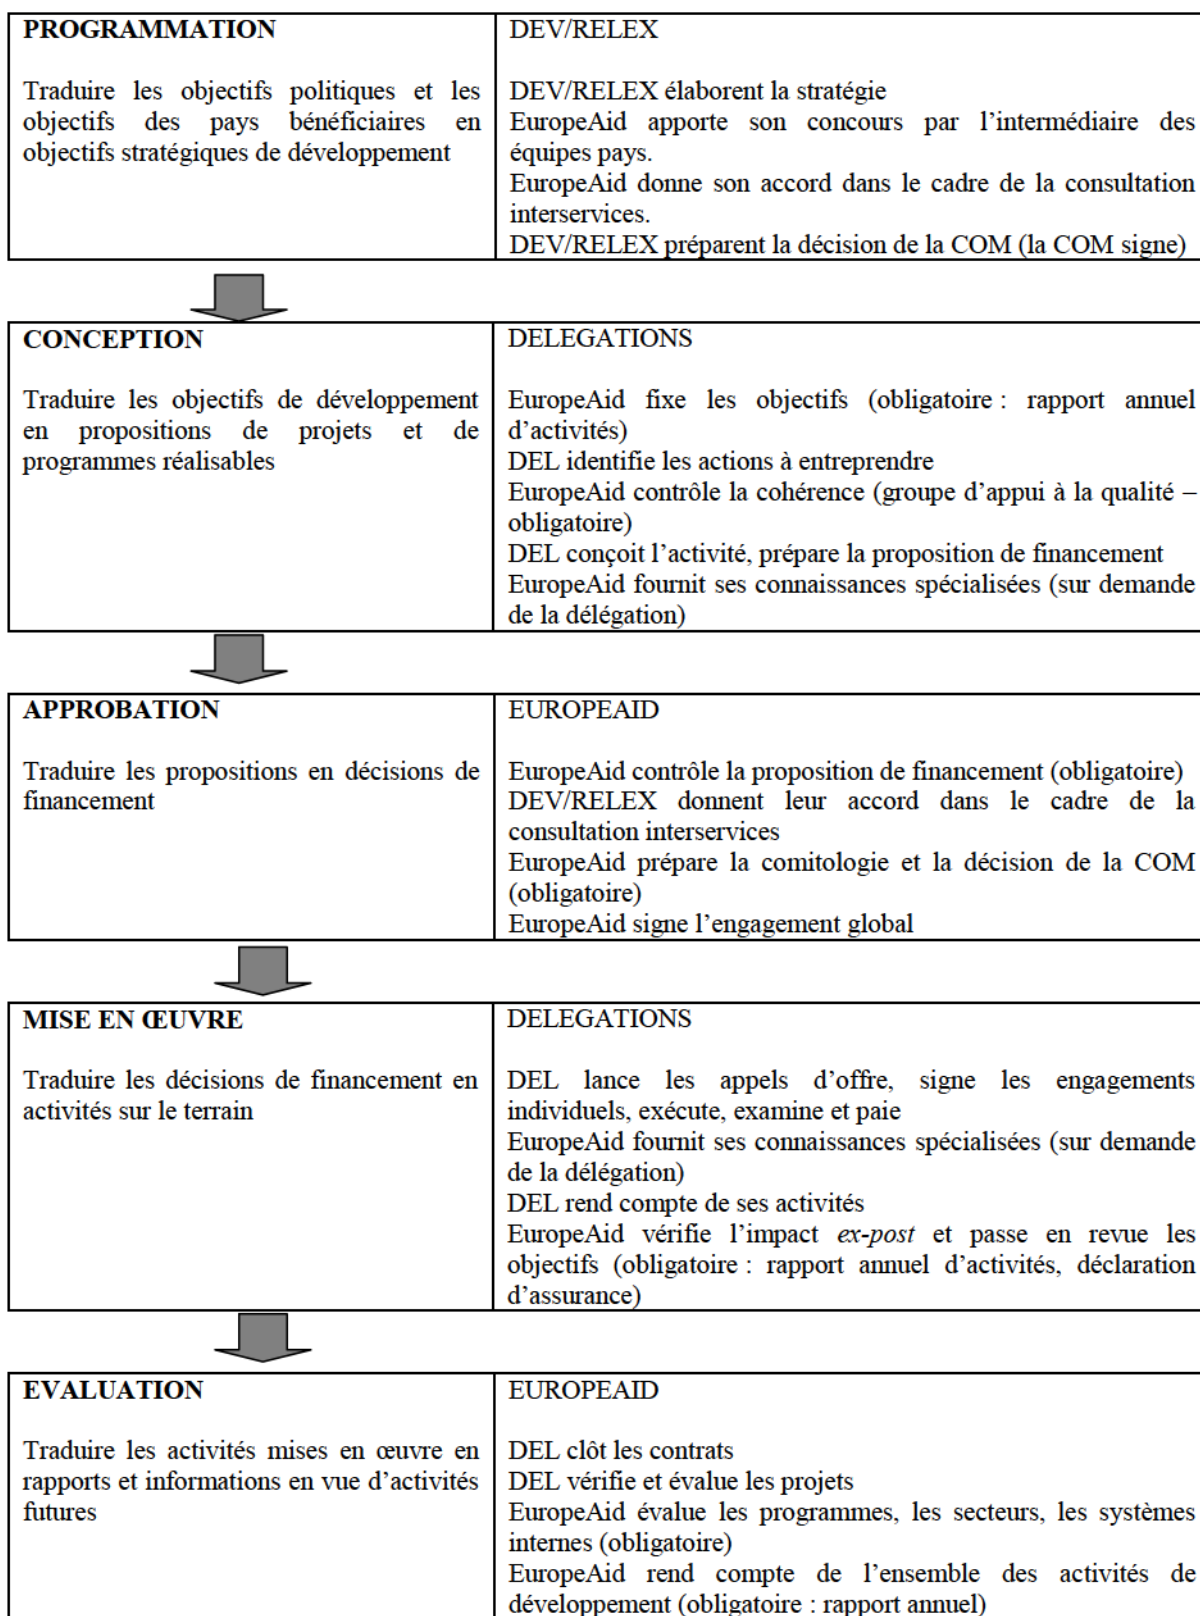 PROGRAMMATION
Traduire les objectifs politiques et les
objectifs des pays bénéficiaires en
objectifs stratégiques de développement
DEV/RELEX
DEV/RELEX élaborent la stratégie
EuropeAid apporte son concours par l’intermédiaire des
équipes pays.
EuropeAid donne son accord dans le cadre de la consultation
interservices.
DEV/RELEX préparent la décision de la COM (la COM signe)
CONCEPTION
Traduire les objectifs de développement
en propositions de projets et de
programmes réalisables
DELEGATIONS
EuropeAid fixe les objectifs (obligatoire : rapport annuel
d’activités)
DEL identifie les actions à entreprendre
EuropeAid contrôle la cohérence (groupe d’appui à la qualité –
obligatoire)
DEL conçoit l’activité, prépare la proposition de financement
EuropeAid fournit ses connaissances spécialisées (sur demande
de la délégation)
APPROBATION
Traduire les propositions en décisions de
financement
EUROPEAID
EuropeAid contrôle la proposition de financement (obligatoire)
DEV/RELEX donnent leur accord dans le cadre de la
consultation interservices
EuropeAid prépare la comitologie et la décision de la COM
(obligatoire)
EuropeAid signe l’engagement global
MISE EN ŒUVRE
Traduire les décisions de financement en
activités sur le terrain
DELEGATIONS
DEL lance les appels d’offre, signe les engagements
individuels, exécute, examine et paie
EuropeAid fournit ses connaissances spécialisées (sur demande
de la délégation)
DEL rend compte de ses activités
EuropeAid vérifie l’impact ex-post et passe en revue les
objectifs (obligatoire : rapport annuel d’activités, déclaration
d’assurance)
EVALUATION
Traduire les activités mises en œuvre en
rapports et informations en vue d’activités
futures
EUROPEAID
DEL clôt les contrats
DEL vérifie et évalue les projets
EuropeAid évalue les programmes, les secteurs, les systèmes
internes (obligatoire)
EuropeAid rend compte de l’ensemble des activités de
développement (obligatoire : rapport annuel)